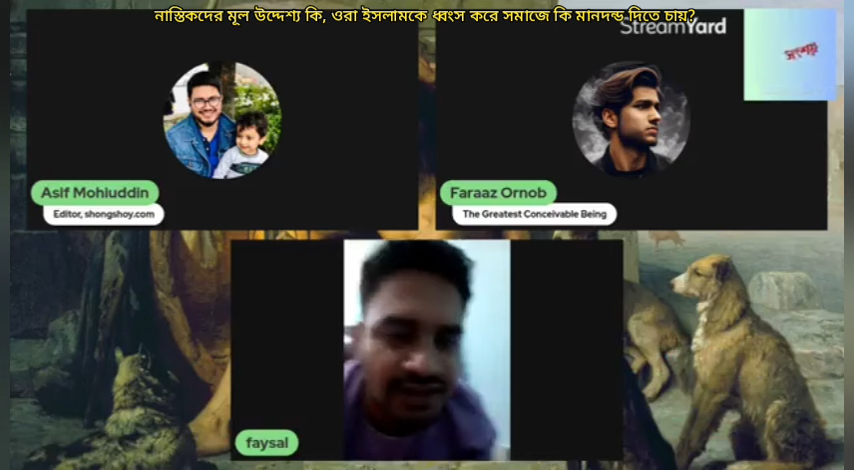 নাস্তিকদের মূল উদ্দেশ্য কি, ওরা ইসলামকে ধ্বংস করে সমাজে কি মানদন্ড দিতে চায়?
StreamYard
সংশয়
Asif Mohiuddin
Editor, shongshoy.com
Faraaz Ornob
The Greatest Conceivable Being
faysal